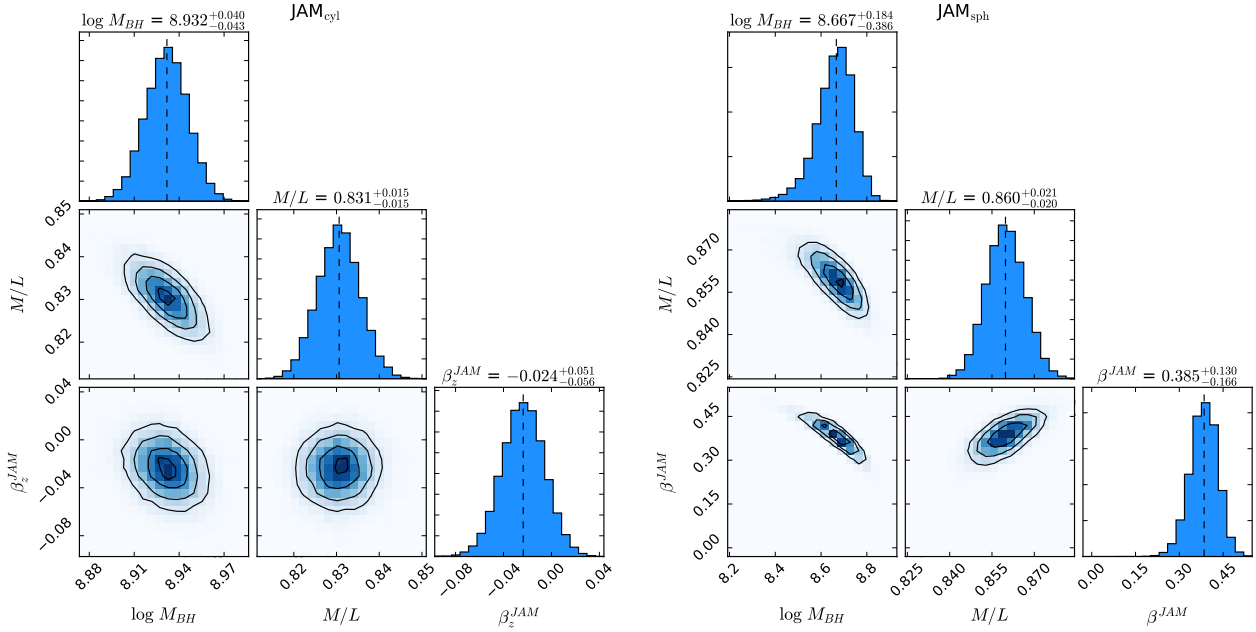 JAM_cyl
log M_BH = 8.932^{+0.040}_{-0.043}
M/L = 0.831^{+0.015}_{-0.015}
β_z^{JAM} = −0.024^{+0.051}_{-0.056}
M/L
0.85
0.84
0.83
0.82
β_z^{JAM}
0.04
0.00
−0.04
−0.08
8.88 8.91 8.94 8.97
0.82 0.83 0.84 0.85
−0.08 −0.04 0.00 0.04
log M_BH
M/L
β_z^{JAM}
JAM_sph
log M_BH = 8.667^{+0.184}_{-0.386}
M/L = 0.860^{+0.021}_{-0.020}
β^{JAM} = 0.385^{+0.130}_{-0.166}
M/L
0.870
0.855
0.840
0.825
β^{JAM}
0.45
0.30
0.15
0.00
8.2 8.4 8.6 8.8
0.825 0.840 0.855 0.870
0.00 0.15 0.30 0.45
log M_BH
M/L
β^{JAM}